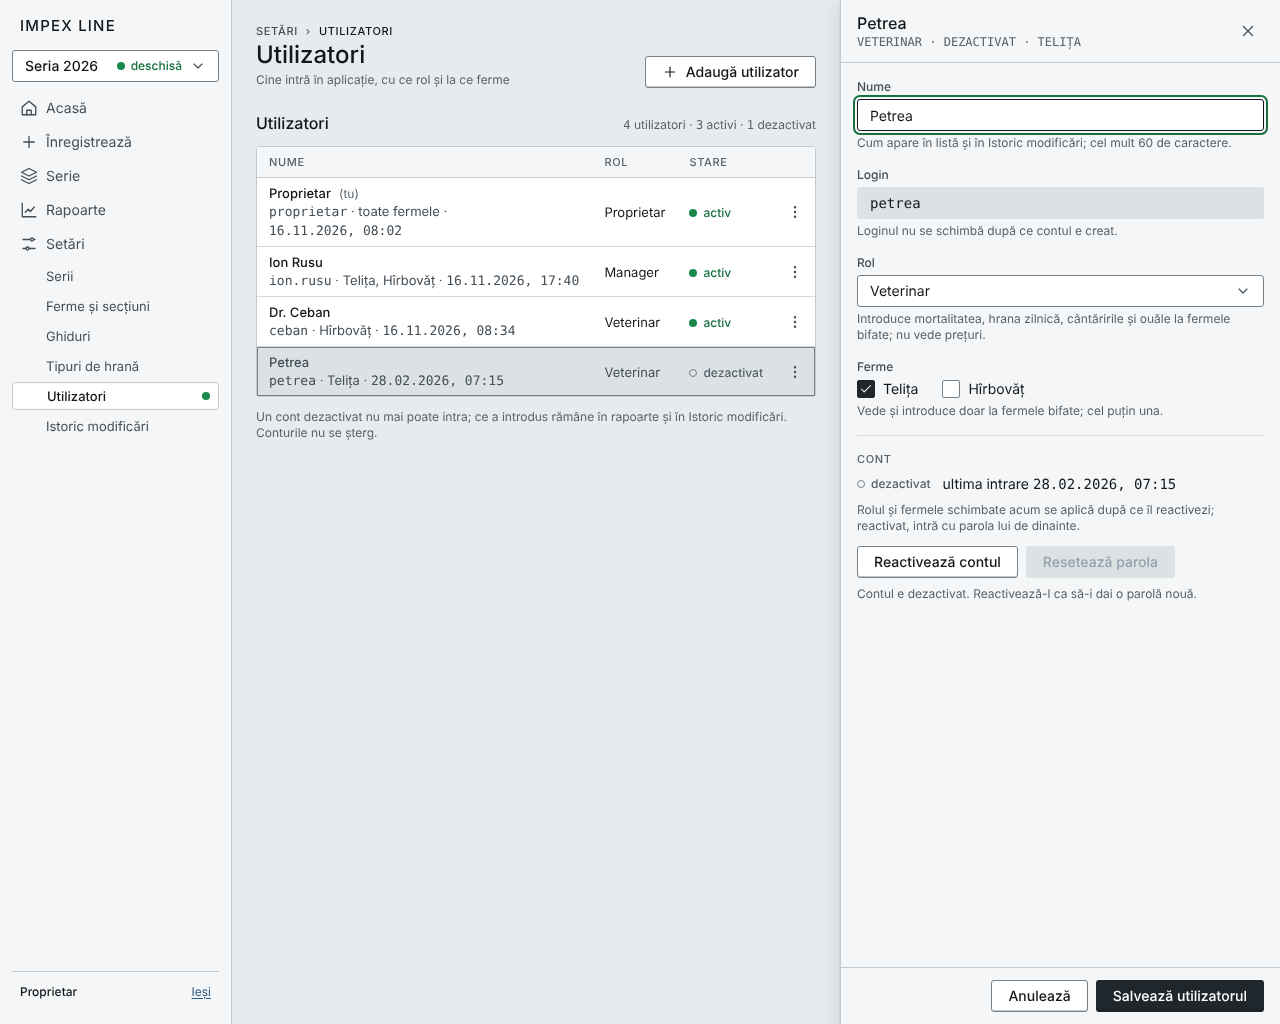 IMPEX LINE
Seria 2026 deschisă
Acasă
Înregistrează
Serie
Rapoarte
Setări
Serii
Ferme și secțiuni
Ghiduri
Tipuri de hrană
Utilizatori
Istoric modificări
Proprietar Ieși
SETĂRI › UTILIZATORI
Utilizatori
Cine intră în aplicație, cu ce rol și la ce ferme
Adaugă utilizator
Utilizatori
4 utilizatori · 3 activi · 1 dezactivat
NUME ROL STARE
Proprietar (tu)
proprietar · toate fermele ·
16.11.2026, 08:02
Proprietar activ
Ion Rusu
ion.rusu · Telița, Hîrbovăț · 16.11.2026, 17:40
Manager activ
Dr. Ceban
ceban · Hîrbovăț · 16.11.2026, 08:34
Veterinar activ
Petrea
petrea · Telița · 28.02.2026, 07:15
Veterinar dezactivat
Un cont dezactivat nu mai poate intra; ce a introdus rămâne în rapoarte și în Istoric modificări.
Conturile nu se șterg.
Petrea
VETERINAR · DEZACTIVAT · TELIȚA
Nume
Petrea
Cum apare în listă și în Istoric modificări; cel mult 60 de caractere.
Login
petrea
Loginul nu se schimbă după ce contul e creat.
Rol
Veterinar
Introduce mortalitatea, hrana zilnică, cântăririle și ouăle la fermele
bifate; nu vede prețuri.
Ferme
Telița Hîrbovăț
Vede și introduce doar la fermele bifate; cel puțin una.
CONT
dezactivat ultima intrare 28.02.2026, 07:15
Rolul și fermele schimbate acum se aplică după ce îl reactivezi;
reactivat, intră cu parola lui de dinainte.
Reactivează contul Resetează parola
Contul e dezactivat. Reactivează-l ca să-i dai o parolă nouă.
Anulează Salvează utilizatorul